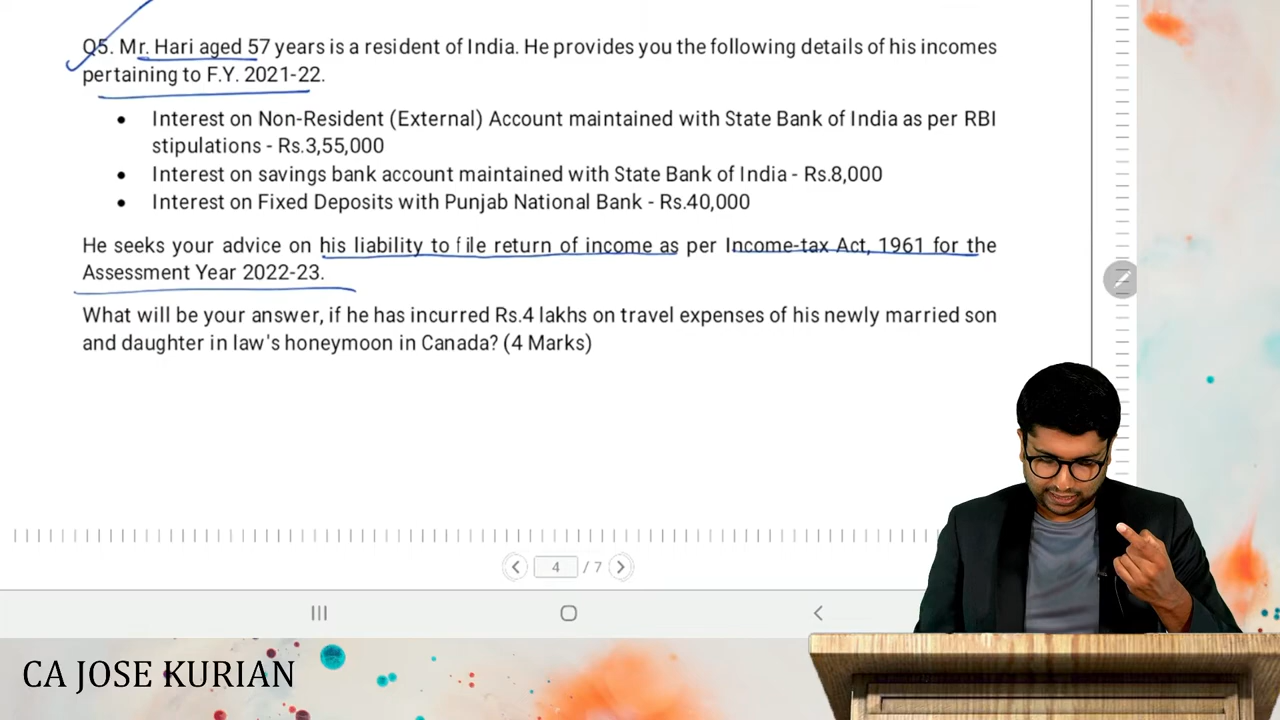 Q5. Mr. Hari aged 57 years is a resident of India. He provides you the following details of his incomes
pertaining to F.Y. 2021-22.
• Interest on Non-Resident (External) Account maintained with State Bank of India as per RBI
stipulations - Rs.3,55,000
• Interest on savings bank account maintained with State Bank of India - Rs.8,000
• Interest on Fixed Deposits with Punjab National Bank - Rs.40,000
He seeks your advice on his liability to file return of income as per Income-tax Act, 1961 for the
Assessment Year 2022-23.
What will be your answer, if he has incurred Rs.4 lakhs on travel expenses of his newly married son
and daughter in law's honeymoon in Canada? (4 Marks)
4 / 7
CA JOSE KURIAN